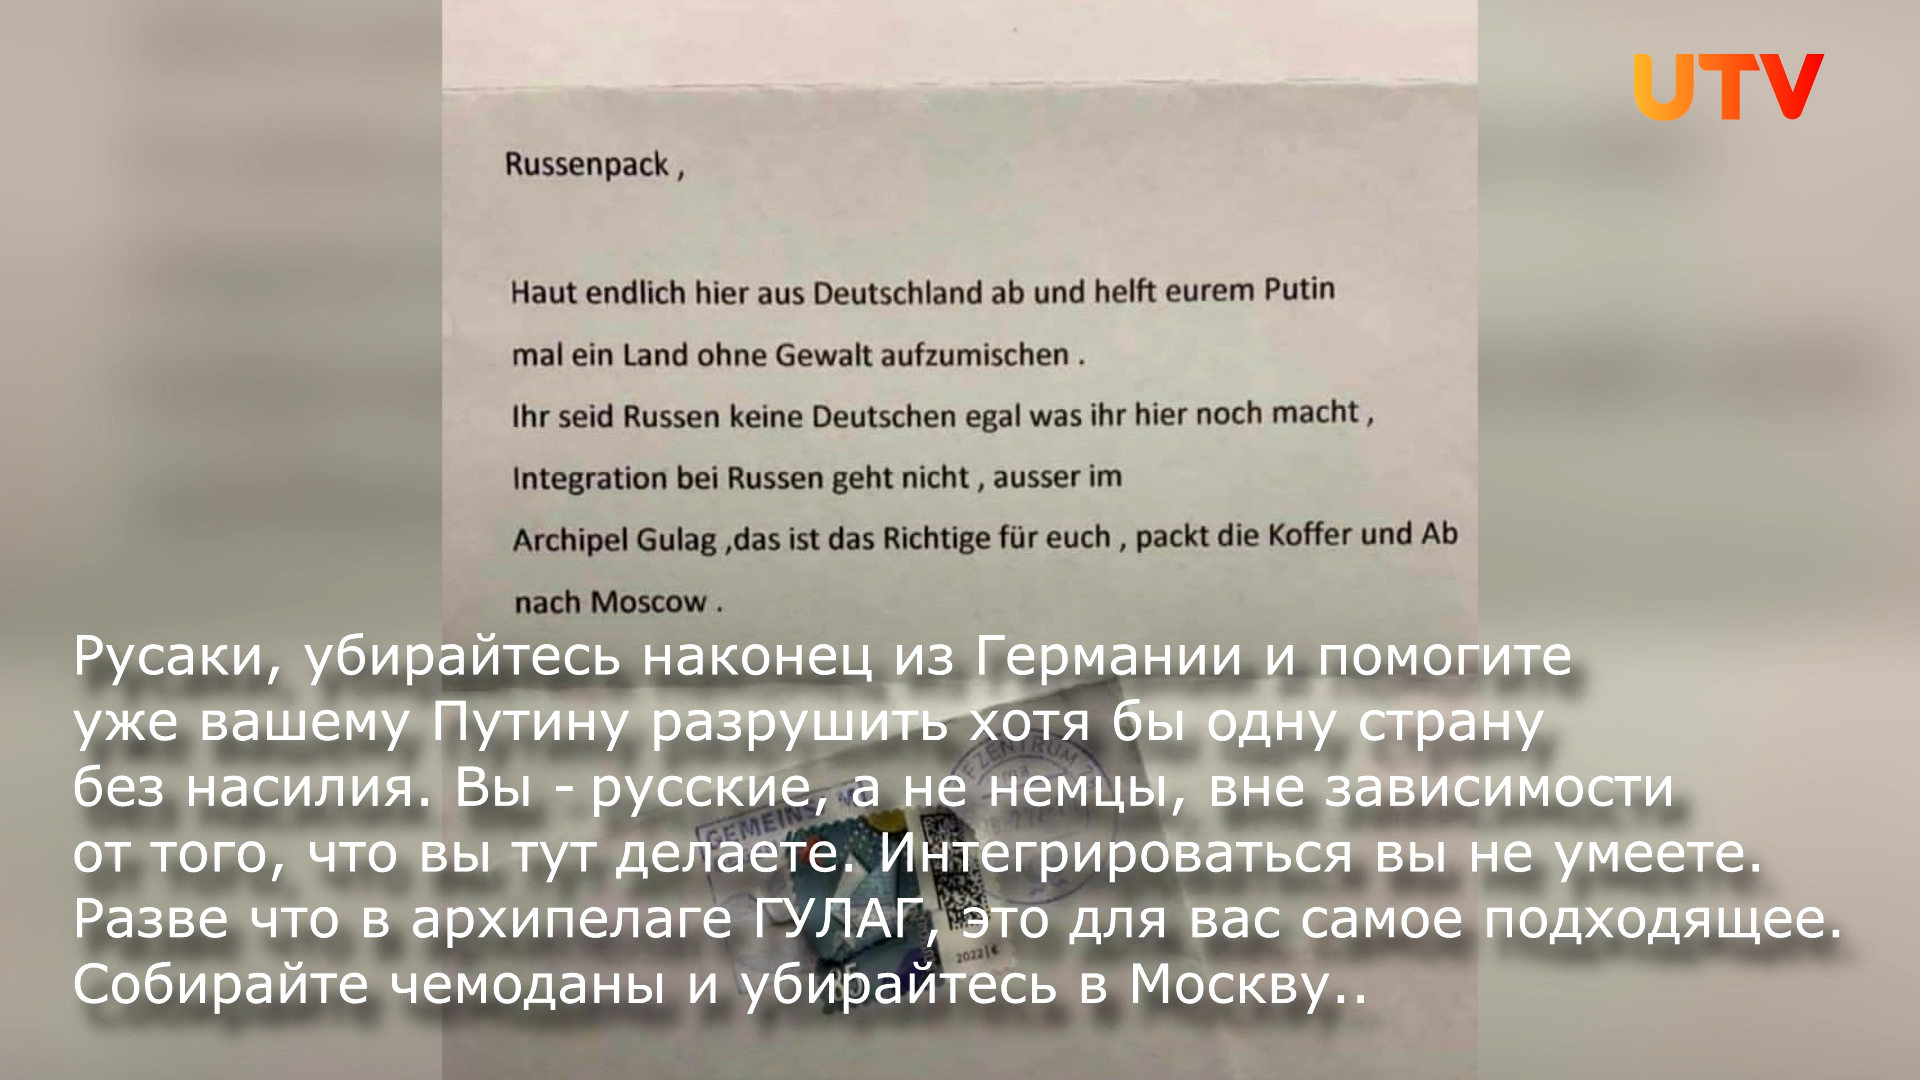 UTV
Russenpack ,
Haut endlich hier aus Deutschland ab und helft eurem Putin
mal ein Land ohne Gewalt aufzumischen .
Ihr seid Russen keine Deutschen egal was ihr hier noch macht ,
Integration bei Russen geht nicht , ausser im
Archipel Gulag ,das ist das Richtige für euch , packt die Koffer und Ab
nach Moscow .
Русаки, убирайтесь наконец из Германии и помогите
уже вашему Путину разрушить хотя бы одну страну
без насилия. Вы - русские, а не немцы, вне зависимости
от того, что вы тут делаете. Интегрироваться вы не умеете.
Разве что в архипелаге ГУЛАГ, это для вас самое подходящее.
Собирайте чемоданы и убирайтесь в Москву..
GEMEINS
2022|€